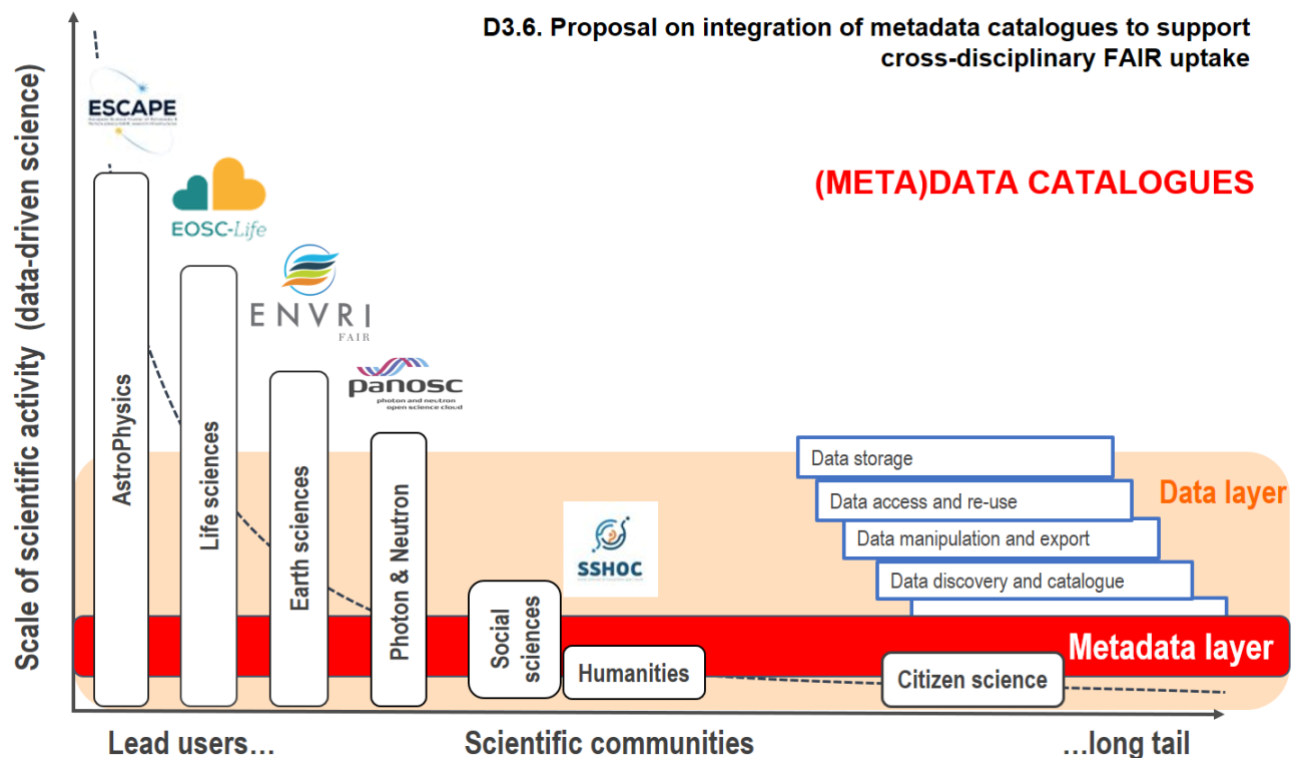 D3.6. Proposal on integration of metadata catalogues to support
cross-disciplinary FAIR uptake
(META)DATA CATALOGUES
Scale of scientific activity (data-driven science)
ESCAPE
EOSC-Life
ENVRI
FAIR
panosc
photon and neutron
open science cloud
SSHOC
AstroPhysics
Life sciences
Earth sciences
Photon & Neutron
Social
sciences
Humanities
Citizen science
Data storage
Data access and re-use
Data manipulation and export
Data discovery and catalogue
Data layer
Metadata layer
Lead users…
Scientific communities
…long tail